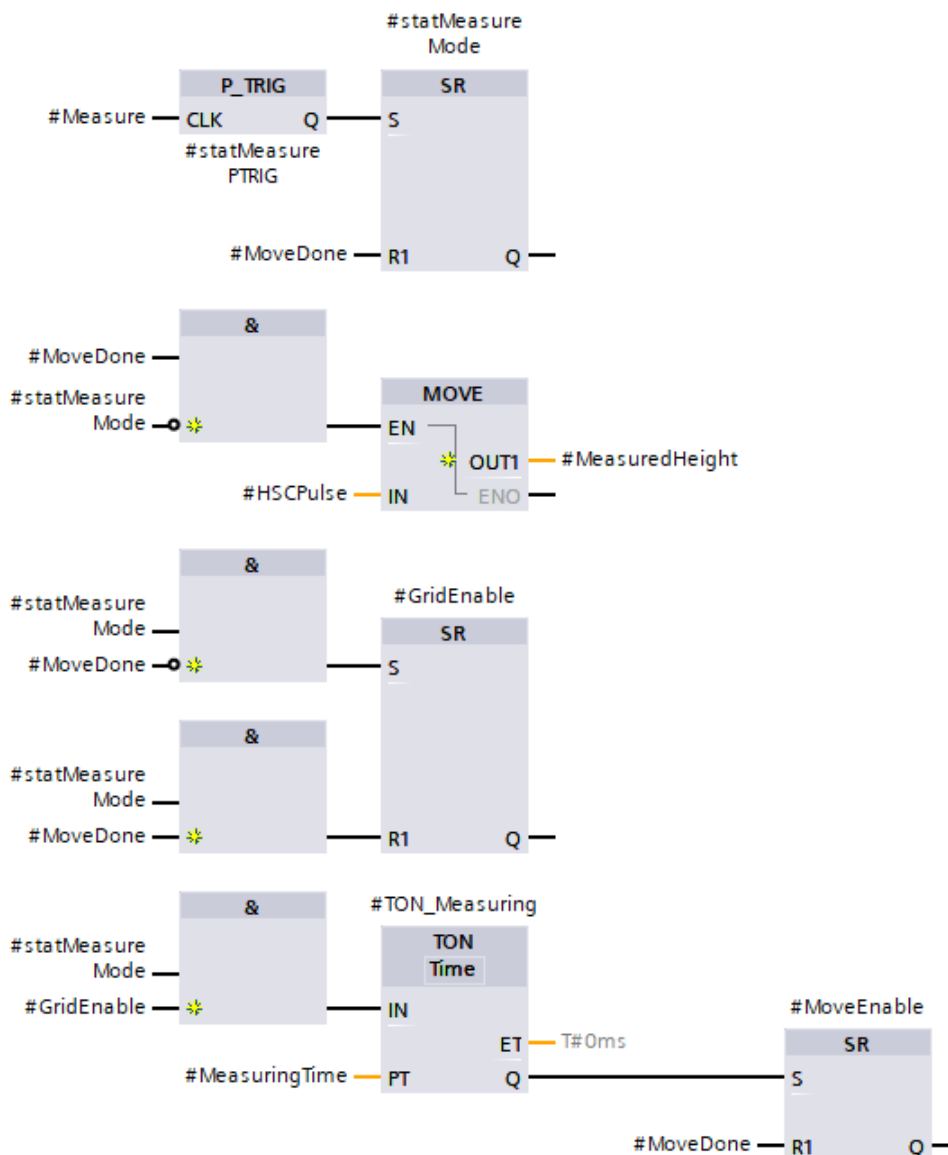 #statMeasure
Mode
P_TRIG
SR
#Measure
CLK
Q
S
#statMeasure
PTRIG
#MoveDone
R1
Q
&
#MoveDone
#statMeasure
Mode
MOVE
EN
OUT1
#MeasuredHeight
#HSCPulse
IN
ENO
&
#statMeasure
Mode
#MoveDone
#GridEnable
SR
S
&
#statMeasure
Mode
#MoveDone
R1
Q
&
#statMeasure
Mode
#GridEnable
#TON_Measuring
TON
Time
IN
ET
T#0ms
#MeasuringTime
PT
Q
#MoveEnable
SR
S
#MoveDone
R1
Q